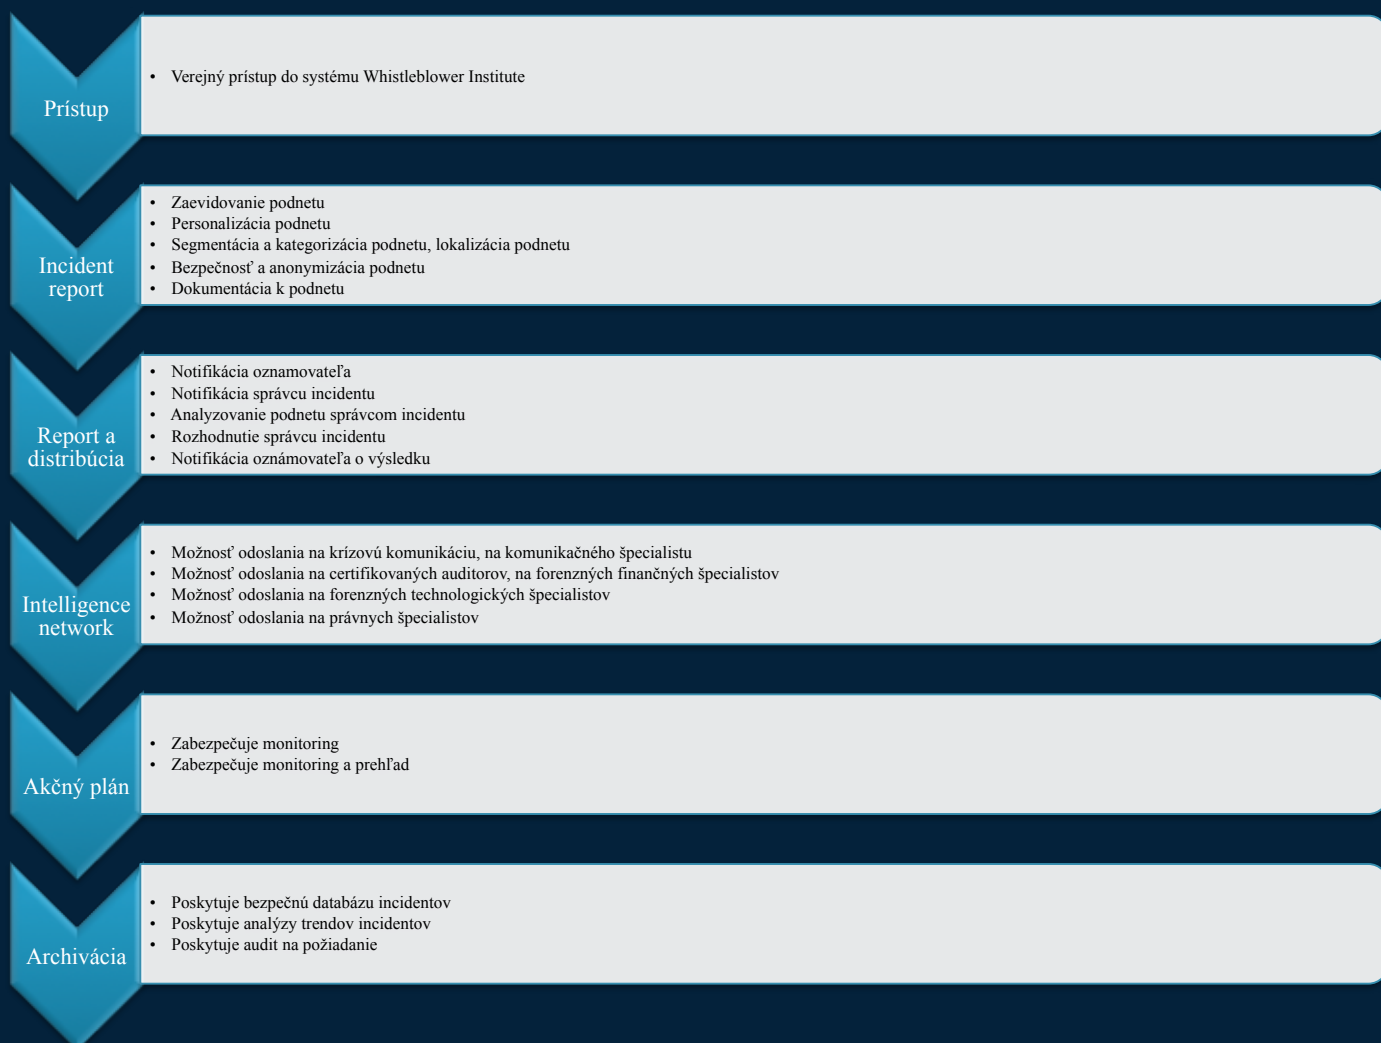 Prístup
• Verejný prístup do systému Whistleblower Institute
Incident
report
• Zaevidovanie podnetu
• Personalizácia podnetu
• Segmentácia a kategorizácia podnetu, lokalizácia podnetu
• Bezpečnosť a anonymizácia podnetu
• Dokumentácia k podnetu
Report a
distribúcia
• Notifikácia oznamovateľa
• Notifikácia správcu incidentu
• Analyzovanie podnetu správcom incidentu
• Rozhodnutie správcu incidentu
• Notifikácia oznámovateľa o výsledku
Intelligence
network
• Možnosť odoslania na krízovú komunikáciu, na komunikačného špecialistu
• Možnosť odoslania na certifikovaných auditorov, na forenzných finančných špecialistov
• Možnosť odoslania na forenzných technologických špecialistov
• Možnosť odoslania na právnych špecialistov
Akčný plán
• Zabezpečuje monitoring
• Zabezpečuje monitoring a prehľad
Archivácia
• Poskytuje bezpečnú databázu incidentov
• Poskytuje analýzy trendov incidentov
• Poskytuje audit na požiadanie